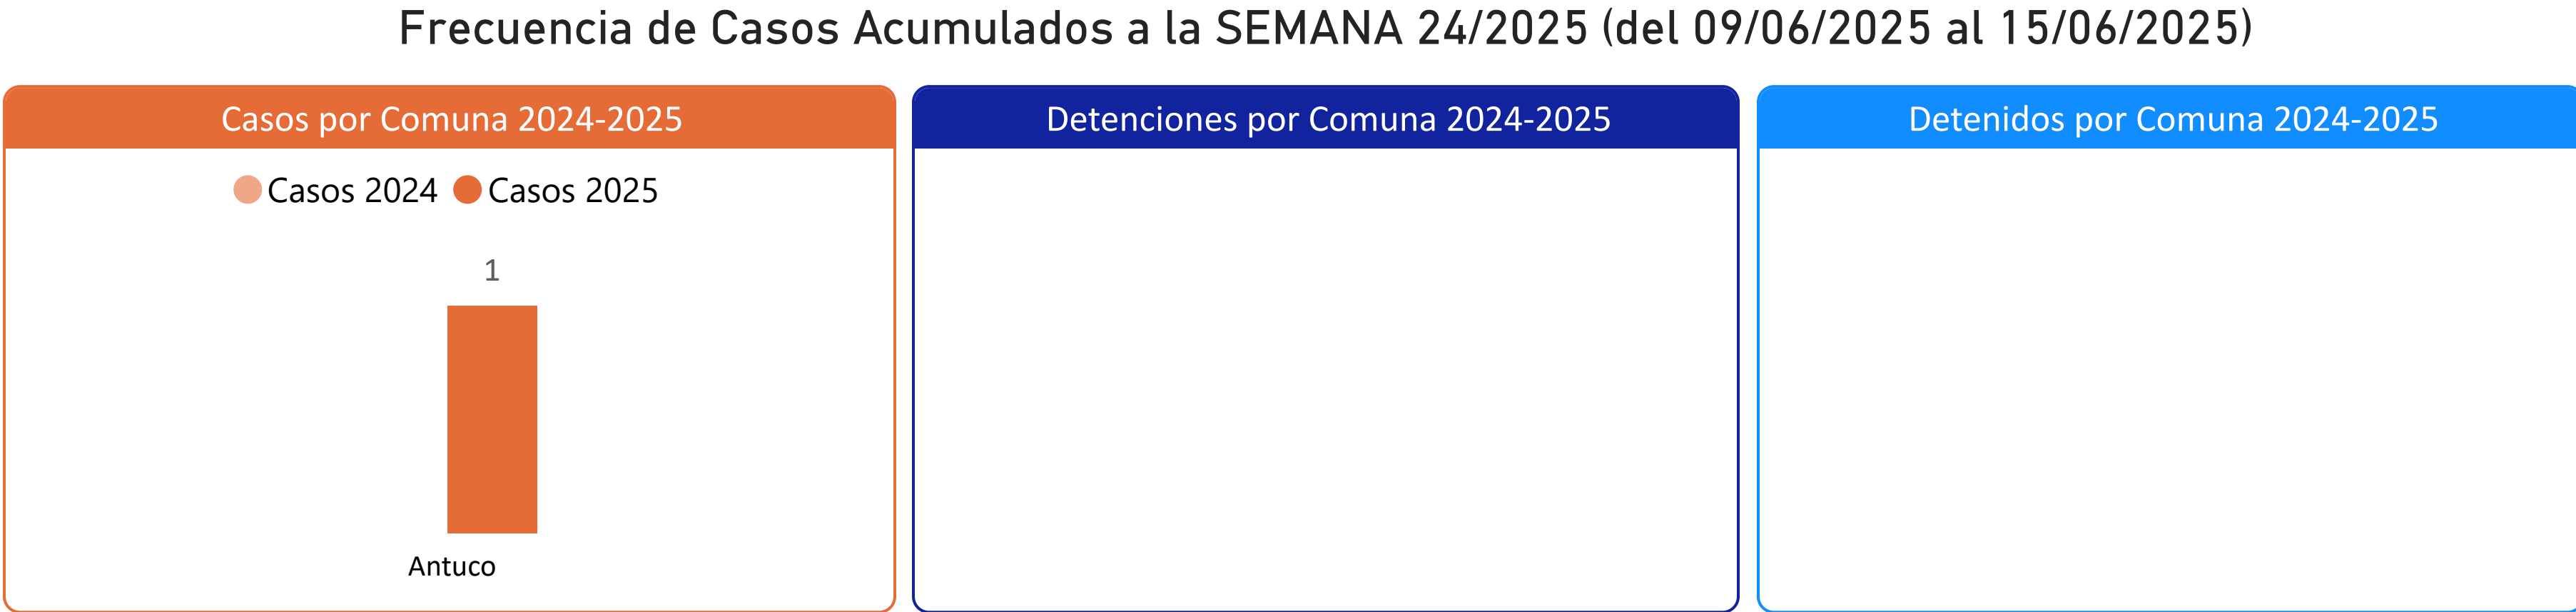 Frecuencia de Casos Acumulados a la SEMANA 24/2025 (del 09/06/2025 al 15/06/2025)
Casos por Comuna 2024-2025
Casos 2024 Casos 2025
1
Antuco
Detenciones por Comuna 2024-2025
Detenidos por Comuna 2024-2025